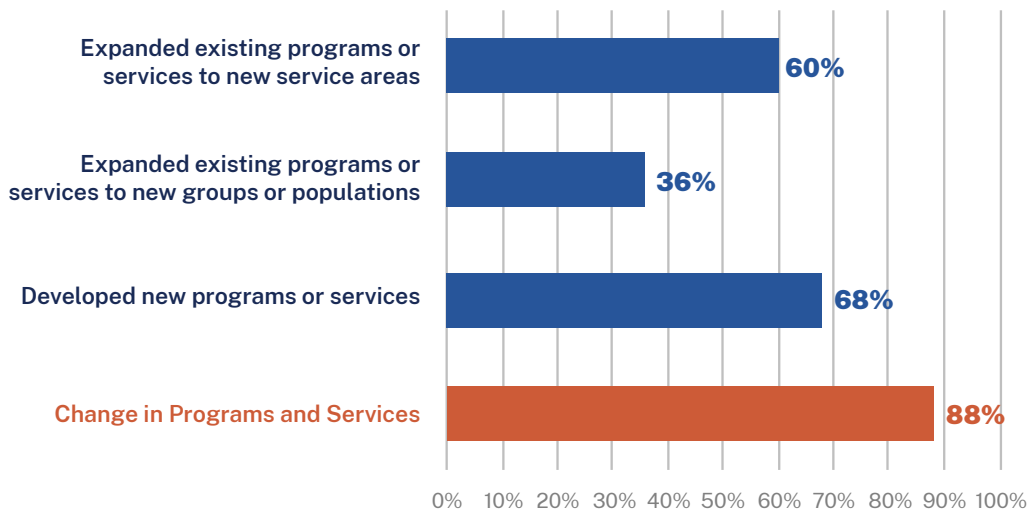 Expanded existing programs or
services to new service areas
60%
Expanded existing programs or
services to new groups or populations
36%
Developed new programs or services
68%
Change in Programs and Services
88%
0% 10% 20% 30% 40% 50% 60% 70% 80% 90% 100%